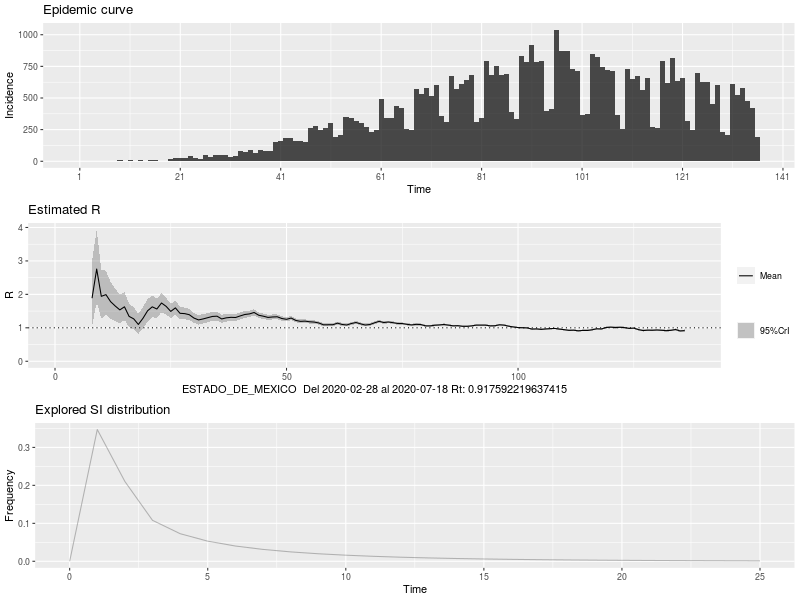 Epidemic curve
1000
750
500
250
0
Incidence
1 21 41 61 81 101 121 141
Time
Estimated R
4
3
2
1
0
R
0 50 100
ESTADO_DE_MEXICO Del 2020-02-28 al 2020-07-18 Rt: 0.917592219637415
Mean
95%CrI
Explored SI distribution
0.3
0.2
0.1
0.0
Frequency
0 5 10 15 20 25
Time